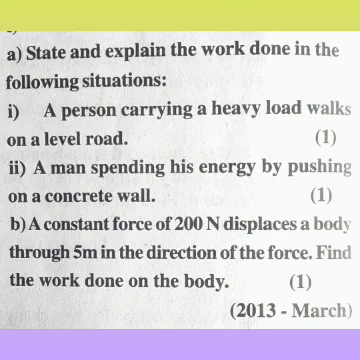 a) State and explain the work done in the
following situations:
i) A person carrying a heavy load walks
on a level road. (1)
ii) A man spending his energy by pushing
on a concrete wall. (1)
b) A constant force of 200 N displaces a body
through 5m in the direction of the force. Find
the work done on the body. (1)
(2013 - March)